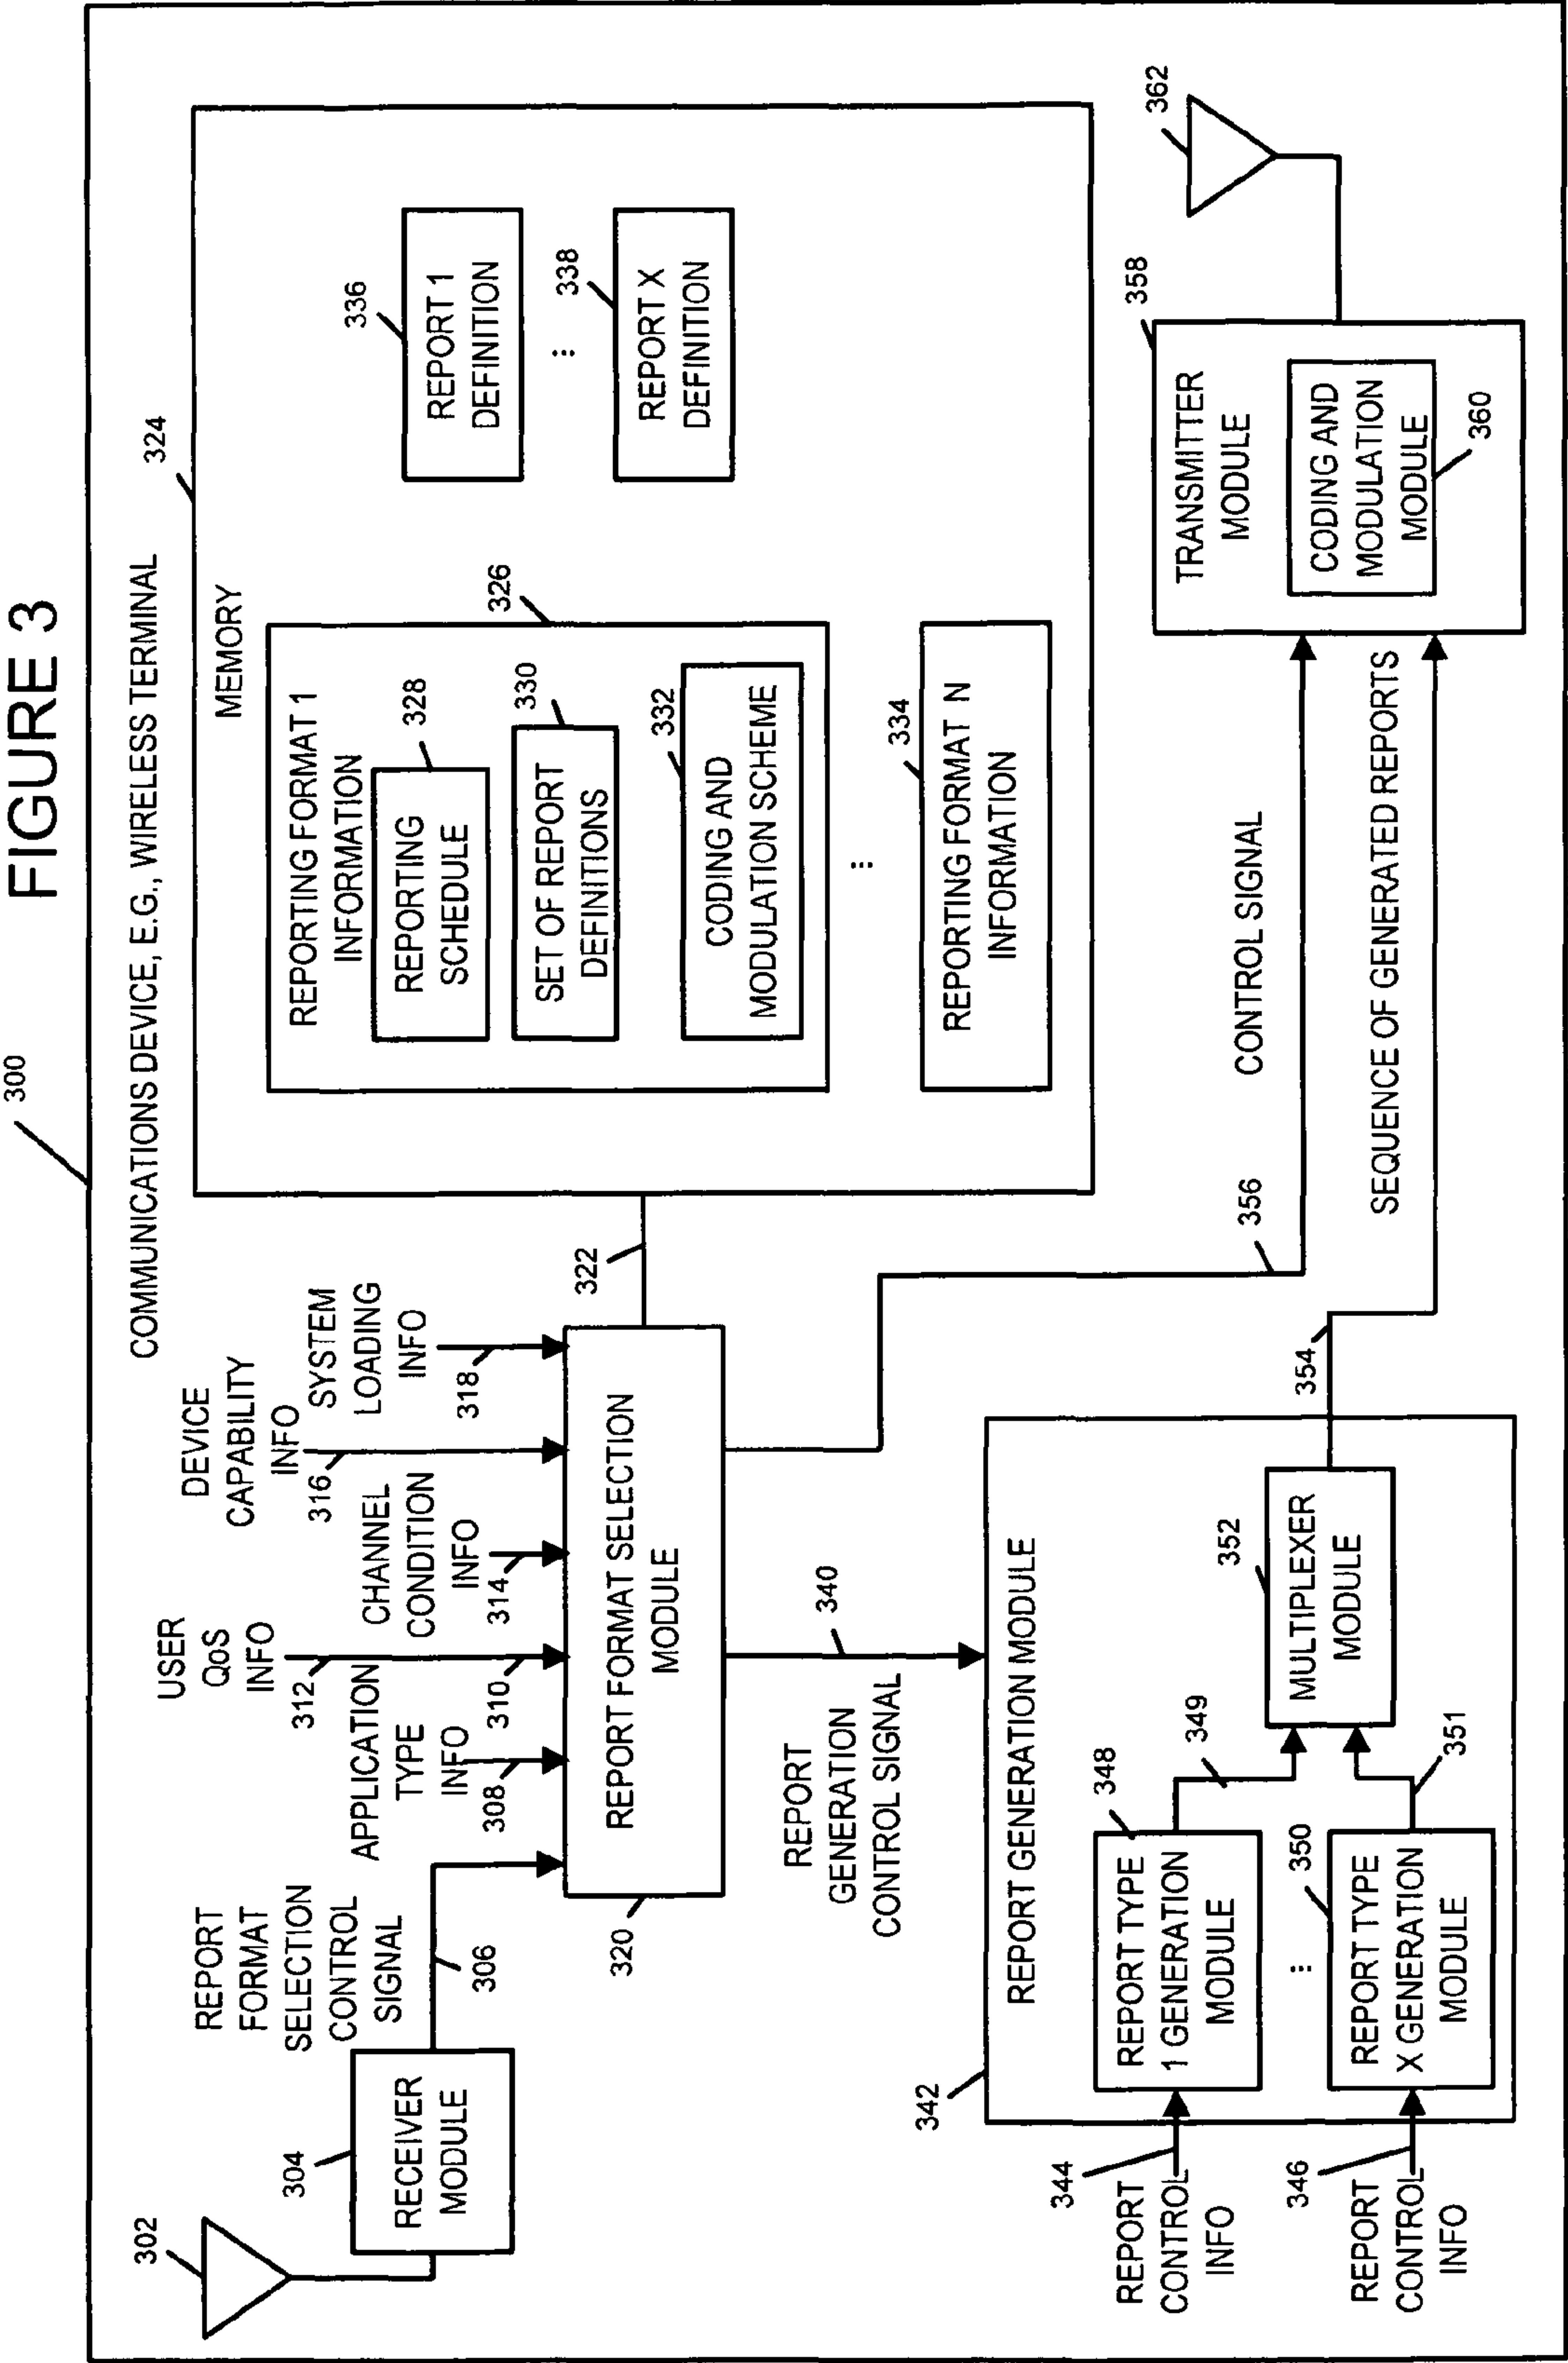 FIGURE 3
300
COMMUNICATIONS DEVICE, E.G., WIRELESS TERMINAL
302
304
RECEIVER
MODULE
REPORT
FORMAT
SELECTION
CONTROL
SIGNAL
306
APPLICATION
TYPE
INFO
308
USER
QoS
INFO
312
310
CHANNEL
CONDITION
INFO
314
DEVICE
CAPABILITY
INFO
316
SYSTEM
LOADING
INFO
318
REPORT FORMAT SELECTION
MODULE
320
322
324
MEMORY
REPORTING FORMAT 1
INFORMATION
326
REPORTING
SCHEDULE
328
SET OF REPORT
DEFINITIONS
330
CODING AND
MODULATION SCHEME
332
...
REPORTING FORMAT N
INFORMATION
334
REPORT 1
DEFINITION
336
...
REPORT X
DEFINITION
338
REPORT
GENERATION
CONTROL SIGNAL
340
342
REPORT GENERATION MODULE
REPORT
CONTROL
INFO
344
REPORT TYPE
1 GENERATION
MODULE
348
349
...
REPORT
CONTROL
INFO
346
REPORT TYPE
X GENERATION
MODULE
350
351
MULTIPLEXER
MODULE
352
354
356
CONTROL SIGNAL
SEQUENCE OF GENERATED REPORTS
TRANSMITTER
MODULE
358
CODING AND
MODULATION
MODULE
360
362